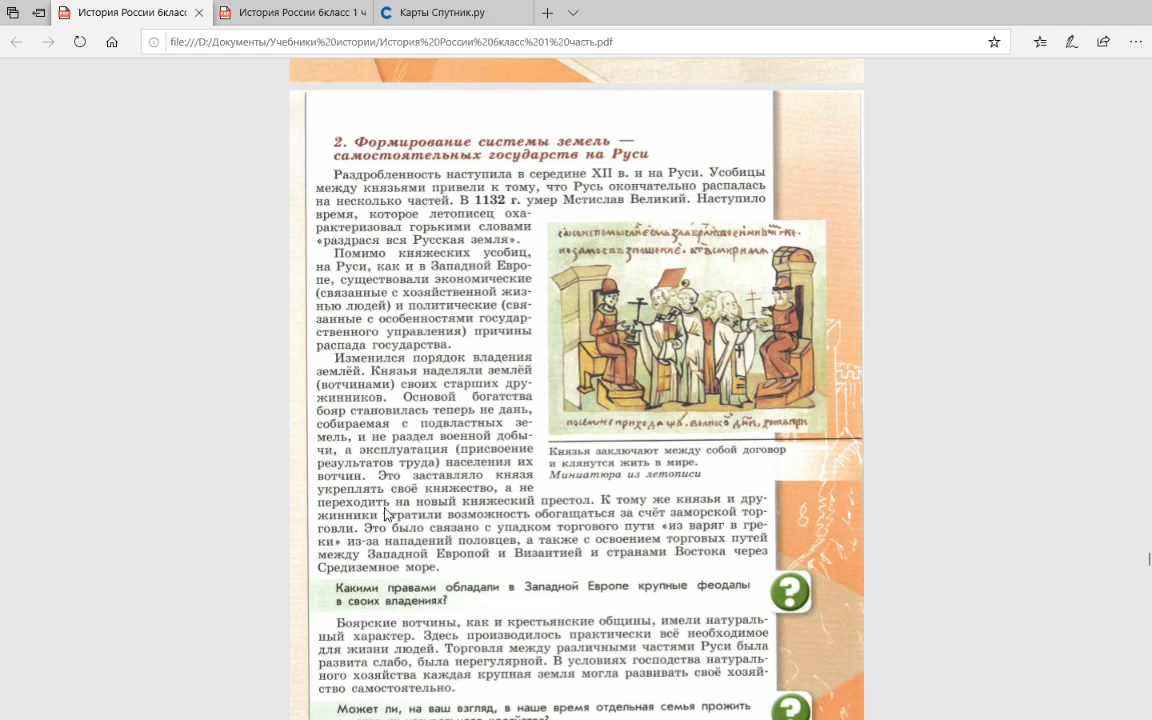 История России 6класс
История России 6класс 1 ч
Карты Спутник.ру
file:///D:/Документы/Учебники%20истории/История%20России%206класс%201%20часть.pdf
2. Формирование системы земель —
самостоятельных государств на Руси
Раздробленность наступила в середине XII в. и на Руси. Усобицы
между князьями привели к тому, что Русь окончательно распалась
на несколько частей. В 1132 г. умер Мстислав Великий. Наступило
время, которое летописец оха-
рактеризовал горькими словами
«раздрася вся Русская земля».
Помимо княжеских усобиц,
на Руси, как и в Западной Евро-
пе, существовали экономические
(связанные с хозяйственной жиз-
нью людей) и политические (свя-
занные с особенностями государ-
ственного управления) причины
распада государства.
Изменился порядок владения
землёй. Князья наделяли землёй
(вотчинами) своих старших дру-
жинников. Основой богатства
бояр становилась теперь не дань,
собираемая с подвластных зе-
мель, и не раздел военной добы-
чи, а эксплуатация (присвоение
результатов труда) населения их
вотчин. Это заставляло князя
укреплять своё княжество, а не
переходить на новый княжеский престол. К тому же князья и дру-
жинники утратили возможность обогащаться за счёт заморской тор-
говли. Это было связано с упадком торгового пути «из варяг в гре-
ки» из-за нападений половцев, а также с освоением торговых путей
между Западной Европой и Византией и странами Востока через
Средиземное море.
Князья заключают между собой договор
и клянутся жить в мире.
Миниатюра из летописи
Какими правами обладали в Западной Европе крупные феодалы
в своих владениях?
Боярские вотчины, как и крестьянские общины, имели натураль-
ный характер. Здесь производилось практически всё необходимое
для жизни людей. Торговля между различными частями Руси была
развита слабо, была нерегулярной. В условиях господства натураль-
ного хозяйства каждая крупная земля могла развивать своё хозяй-
ство самостоятельно.
Может ли, на ваш взгляд, в наше время отдельная семья прожить